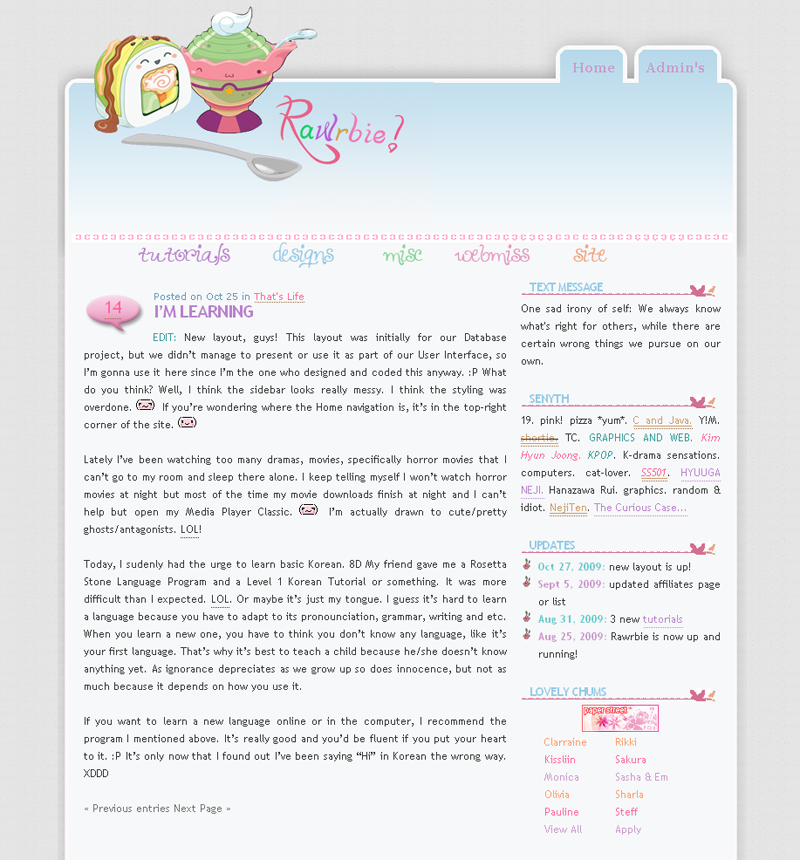 Home Admin's
Rawrbie!
tutorials designs misc webmiss site
14
Posted on Oct 25 in That's Life
I'M LEARNING
EDIT: New layout, guys! This layout was initially for our Database
project, but we didn't manage to present or use it as part of our User Interface, so
I'm gonna use it here since I'm the one who designed and coded this anyway. :P What
do you think? Well, I think the sidebar looks really messy. I think the styling was
overdone. If you're wondering where the Home navigation is, it's in the top-right
corner of the site.
Lately I've been watching too many dramas, movies, specifically horror movies that I
can't go to my room and sleep there alone. I keep telling myself I won't watch horror
movies at night but most of the time my movie downloads finish at night and I can't
help but open my Media Player Classic. I'm actually drawn to cute/pretty
ghosts/antagonists. LOL!
Today, I sudenly had the urge to learn basic Korean. 8D My friend gave me a Rosetta
Stone Language Program and a Level 1 Korean Tutorial or something. It was more
difficult than I expected. LOL. Or maybe it's just my tongue. I guess it's hard to learn
a language because you have to adapt to its pronounciation, grammar, writing and etc.
When you learn a new one, you have to think you don't know any language, like it's
your first language. That's why it's best to teach a child because he/she doesn't know
anything yet. As ignorance depreciates as we grow up so does innocence, but not as
much because it depends on how you use it.
If you want to learn a new language online or in the computer, I recommend the
program I mentioned above. It's really good and you'd be fluent if you put your heart
to it. :P It's only now that I found out I've been saying “Hi” in Korean the wrong way.
XDDD
« Previous entries Next Page »
TEXT MESSAGE
One sad irony of self: We always know
what's right for others, while there are
certain wrong things we pursue on our
own.
SENYTH
19. pink! pizza *yum*. C and Java. Y!M.
shortie. TC. GRAPHICS AND WEB. Kim
Hyun Joong. KPOP. K-drama sensations.
computers. cat-lover. SS501. HYUUGA
NEJI. Hanazawa Rui. graphics. random &
idiot. NejiTen. The Curious Case...
UPDATES
Oct 27, 2009: new layout is up!
Sept 5, 2009: updated affiliates page
or list
Aug 31, 2009: 3 new tutorials
Aug 25, 2009: Rawrbie is now up and
running!
LOVELY CHUMS
paper street
Clarraine Rikki
Kissliin Sakura
Monica Sasha & Em
Olivia Sharla
Pauline Steff
View All Apply